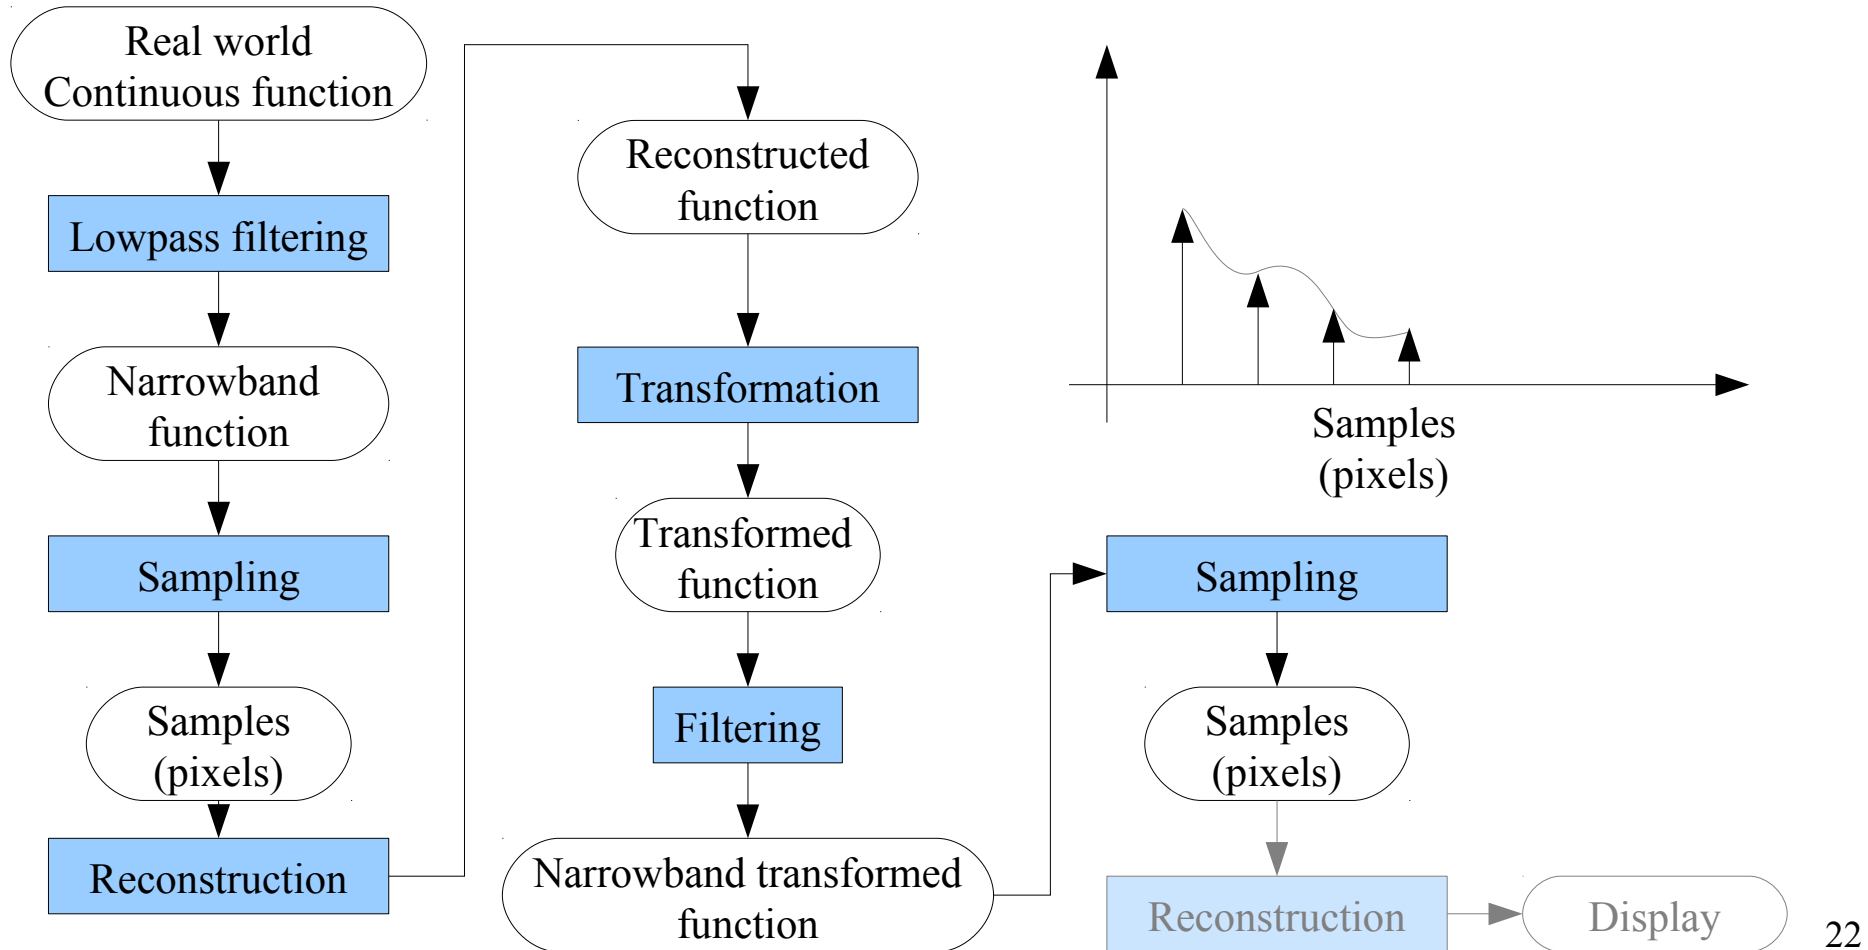 Real world
Continuous function
Lowpass filtering
Narrowband
function
Sampling
Samples
(pixels)
Reconstruction
Reconstructed
function
Transformation
Transformed
function
Filtering
Narrowband transformed
function
Samples
(pixels)
Sampling
Samples
(pixels)
Reconstruction
Display
22